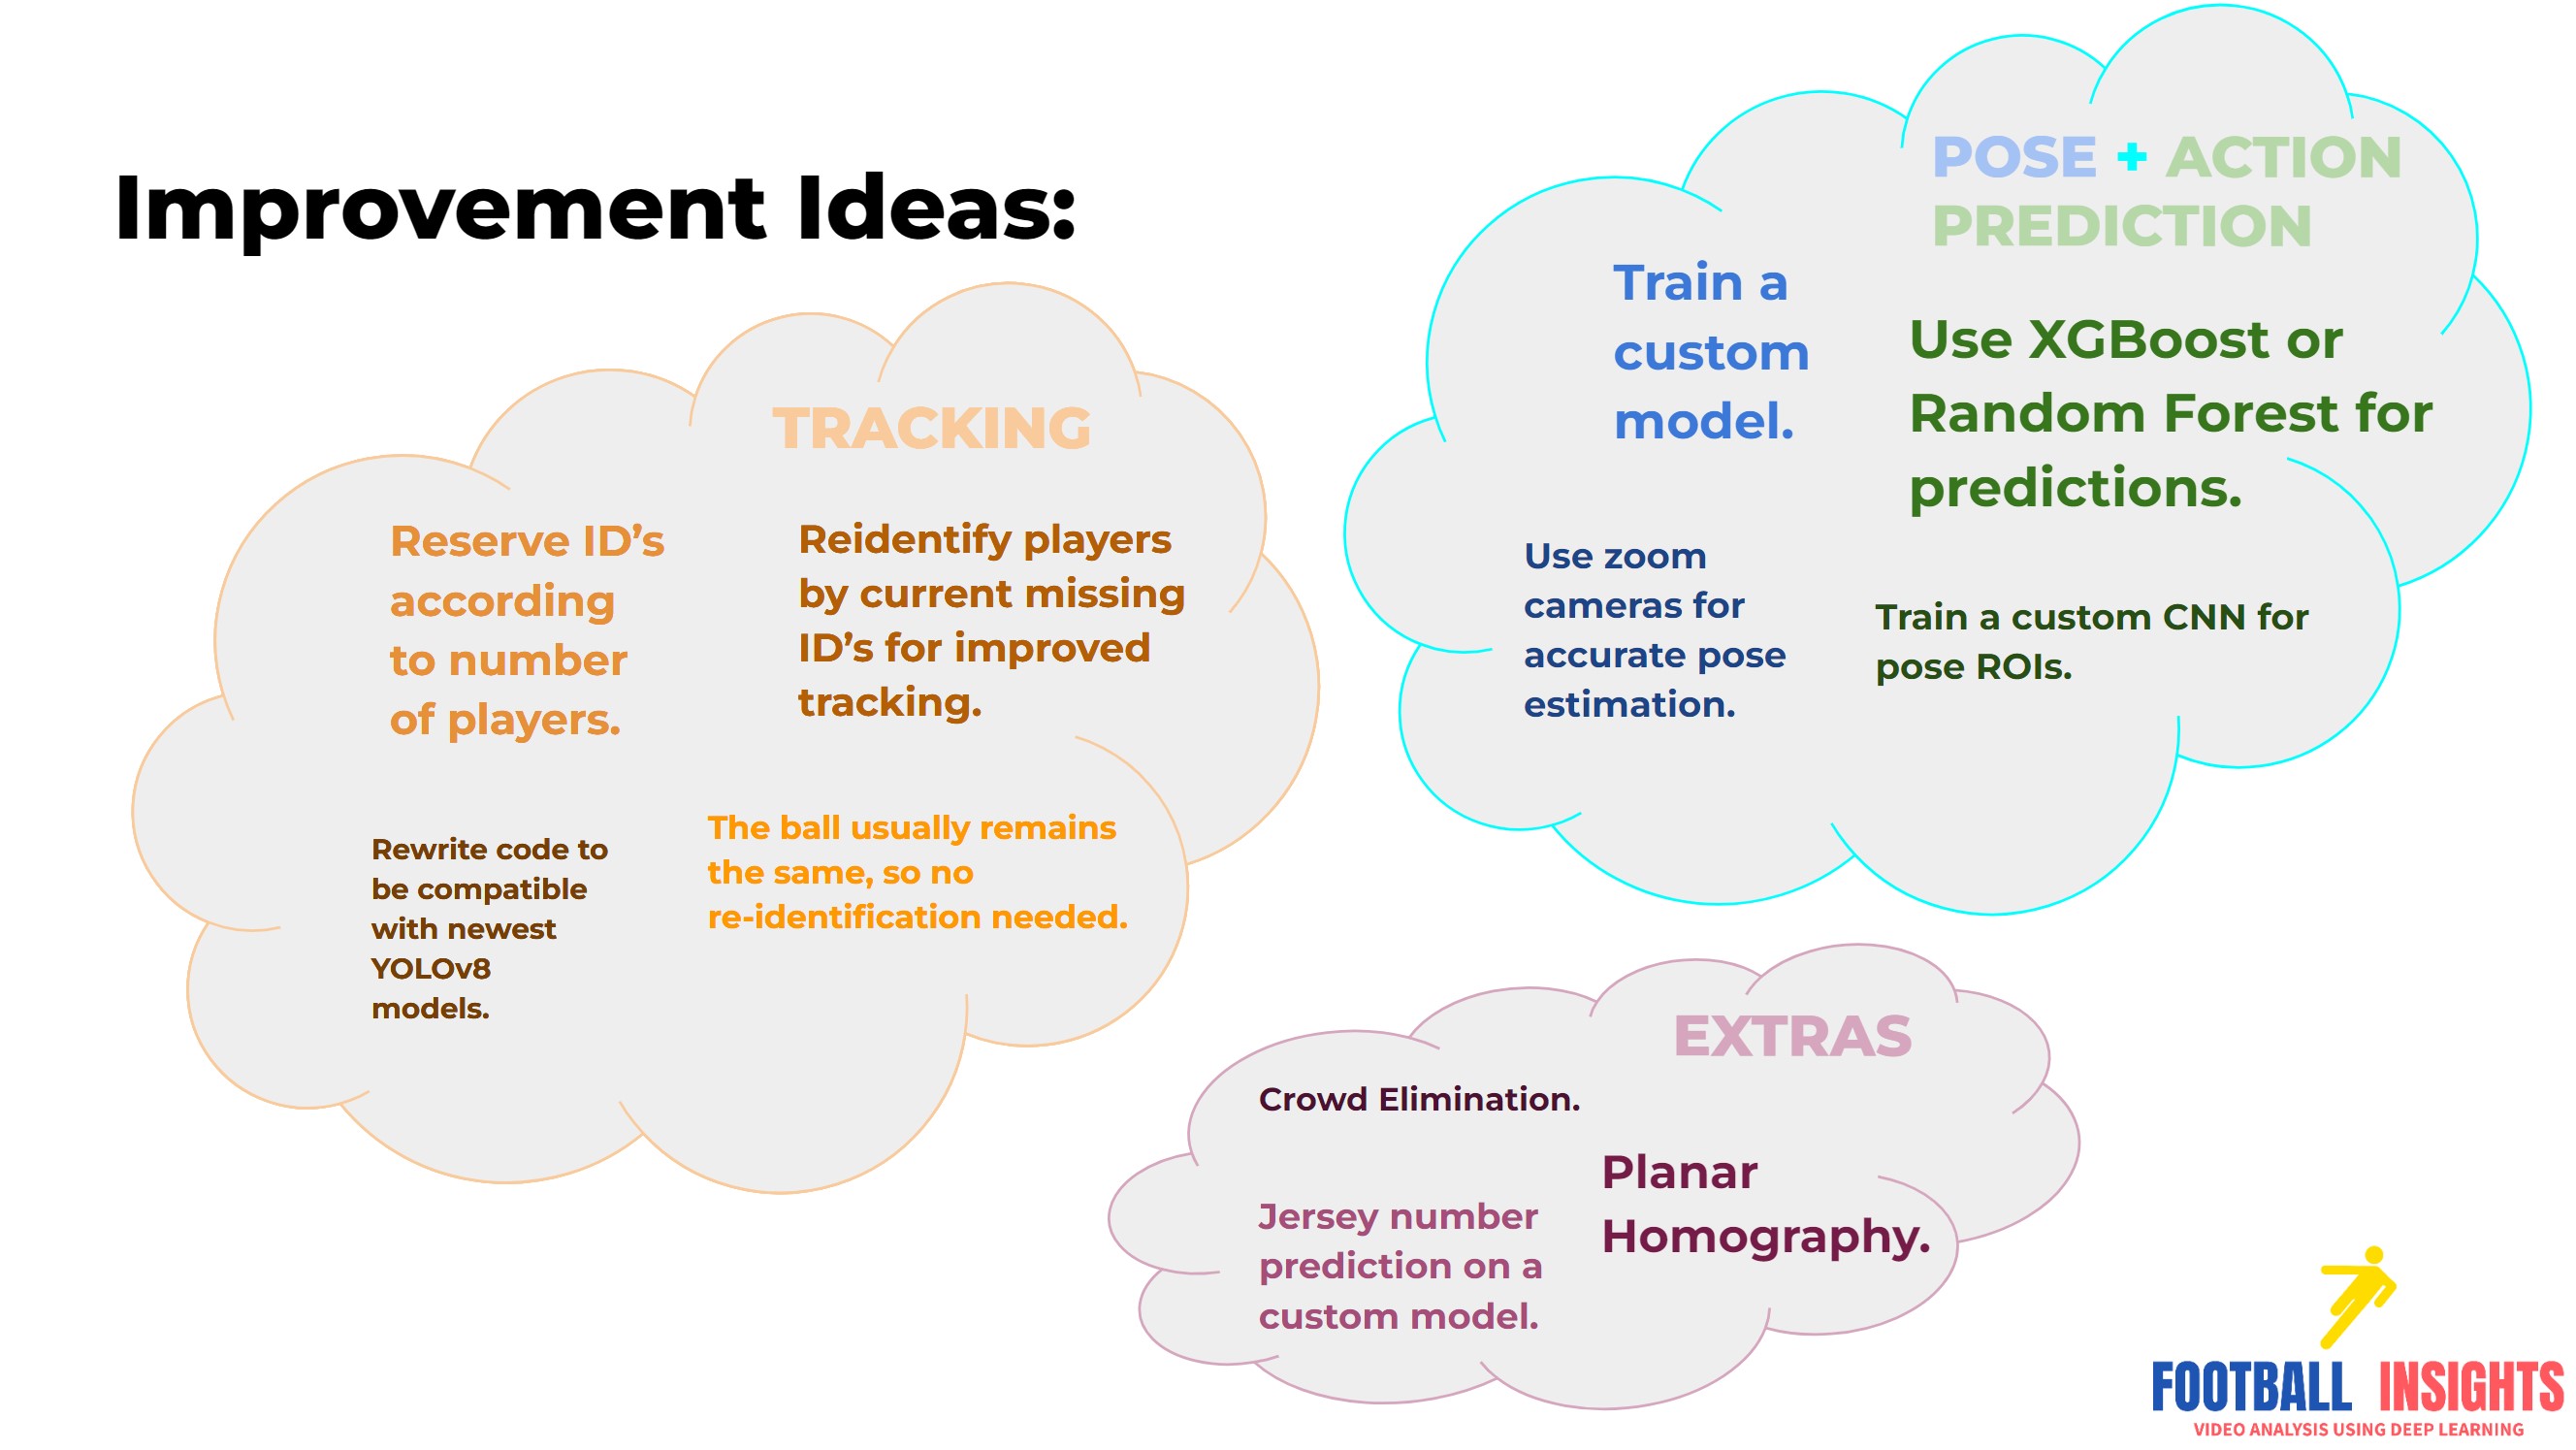 Improvement Ideas:
TRACKING
Reserve ID’s
according
to number
of players.
Reidentify players
by current missing
ID’s for improved
tracking.
Rewrite code to
be compatible
with newest
YOLOv8
models.
The ball usually remains
the same, so no
re-identification needed.
POSE + ACTION
PREDICTION
Train a
custom
model.
Use XGBoost or
Random Forest for
predictions.
Use zoom
cameras for
accurate pose
estimation.
Train a custom CNN for
pose ROIs.
EXTRAS
Crowd Elimination.
Planar
Homography.
Jersey number
prediction on a
custom model.
FOOTBALL INSIGHTS
VIDEO ANALYSIS USING DEEP LEARNING